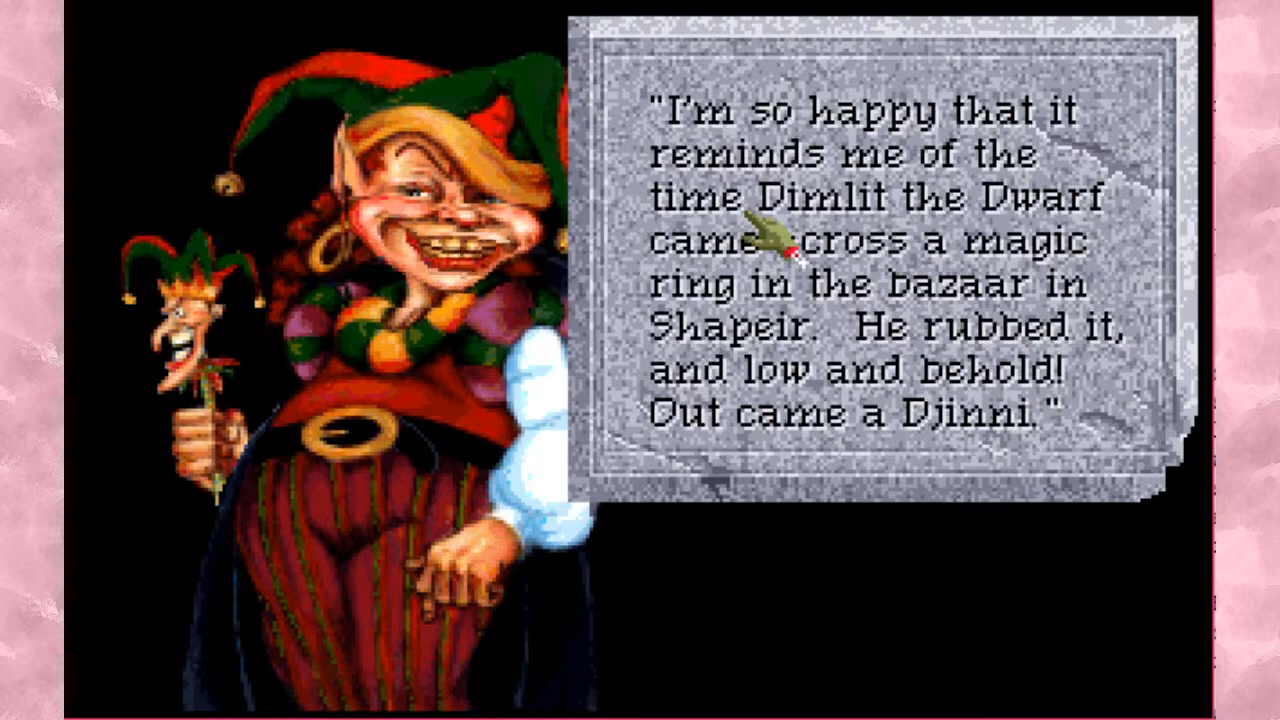 "I'm so happy that it
reminds me of the
time Dimlit the Dwarf
came across a magic
ring in the bazaar in
Shapeir. He rubbed it,
and low and behold!
Out came a Djinni."